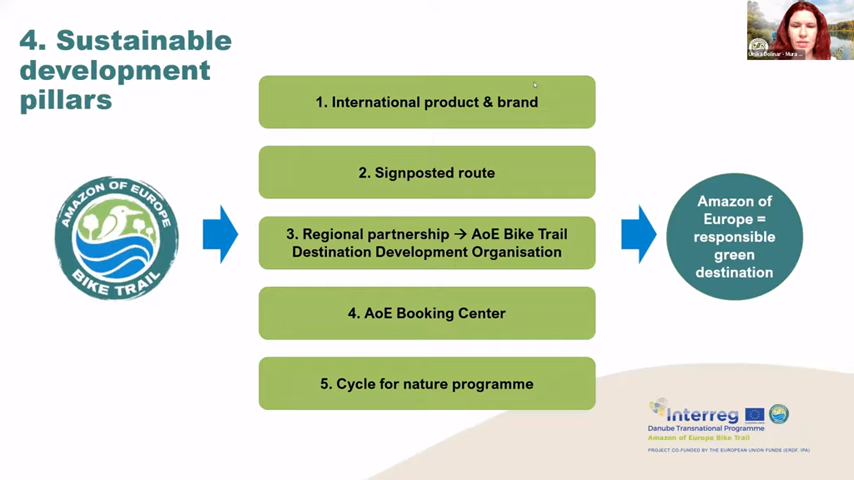 4. Sustainable
development
pillars
1. International product & brand
2. Signposted route
3. Regional partnership → AoE Bike Trail
Destination Development Organisation
4. AoE Booking Center
5. Cycle for nature programme
AMAZON OF EUROPE
BIKE TRAIL
Amazon of
Europe =
responsible
green
destination
Interreg
Danube Transnational Programme
Amazon of Europe Bike Trail
PROJECT CO-FUNDED BY THE EUROPEAN UNION FUNDS (ERDF, IPA)